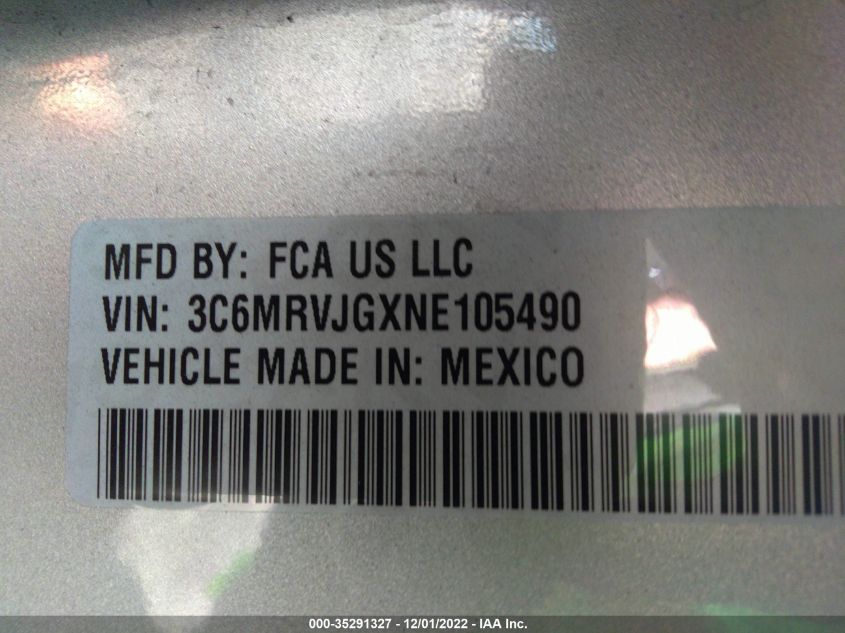 MFD BY: FCA US LLC
VIN: 3C6MRVJGXNE105490
VEHICLE MADE IN: MEXICO
000-35291327 - 12/01/2022 - IAA Inc.